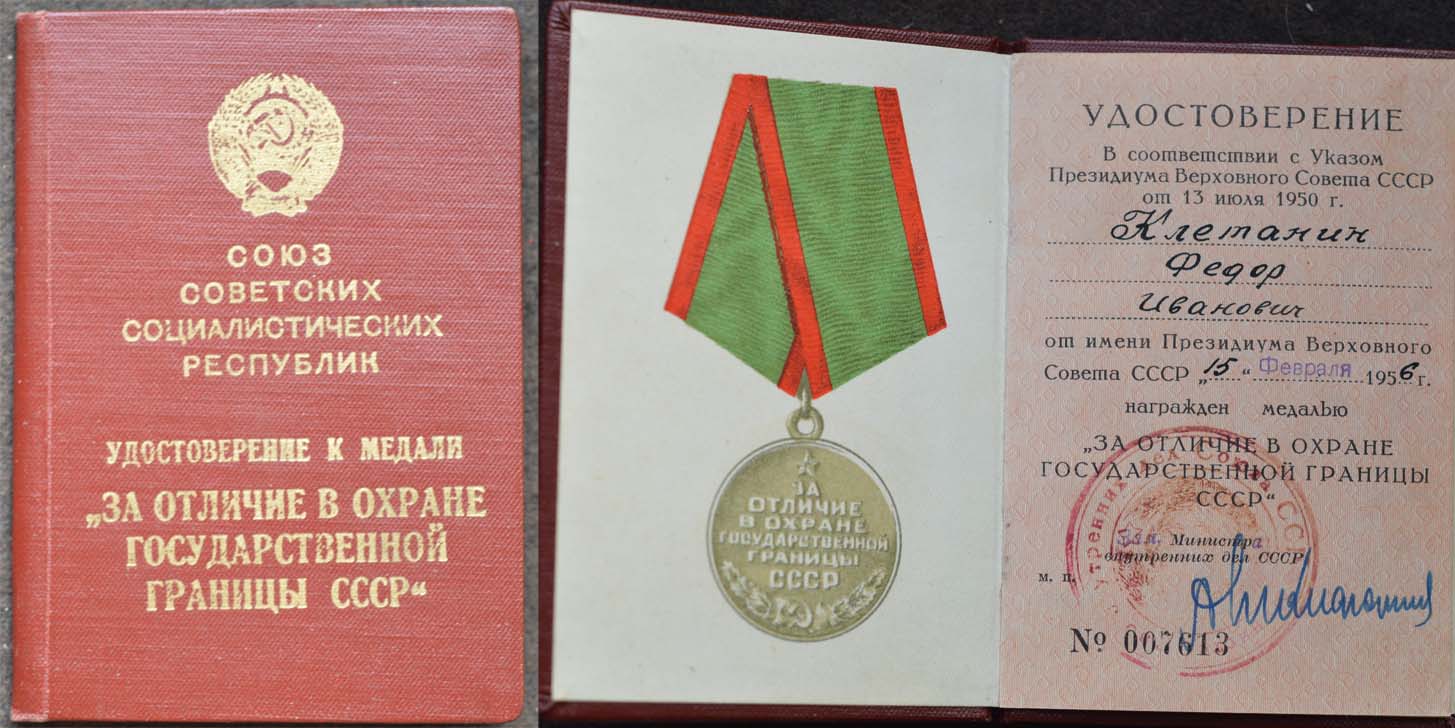 СОЮЗ
СОВЕТСКИХ
СОЦИАЛИСТИЧЕСКИХ
РЕСПУБЛИК
УДОСТОВЕРЕНИЕ К МЕДАЛИ
„ЗА ОТЛИЧИЕ В ОХРАНЕ
ГОСУДАРСТВЕННОЙ
ГРАНИЦЫ СССР“
ЗА
ОТЛИЧИЕ
В ОХРАНЕ
ГОСУДАРСТВЕННОЙ
ГРАНИЦЫ
СССР
УДОСТОВЕРЕНИЕ
В соответствии с Указом
Президиума Верховного Совета СССР
от 13 июля 1950 г.
Клетанин
Федор
Иванович
от имени Президиума Верховного
Совета СССР „15“ Февраля 1956 г.
награжден медалью
„ЗА ОТЛИЧИЕ В ОХРАНЕ
ГОСУДАРСТВЕННОЙ ГРАНИЦЫ
СССР“
Зам. Министра
внутренних дел СССР
м. п.
№ 007613